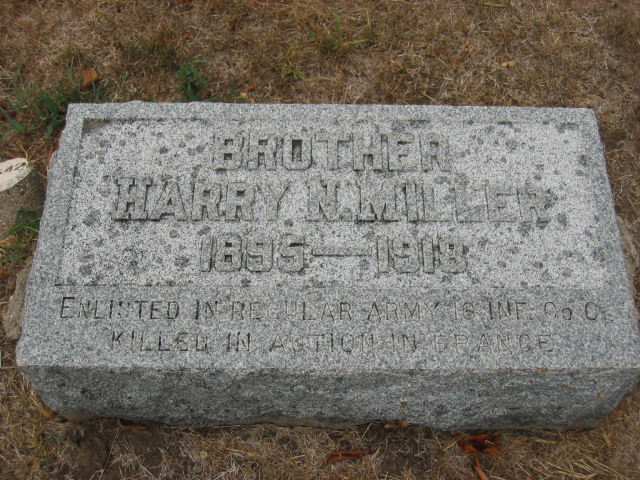 BROTHER
HARRY N. MILLER
1895—1918
ENLISTED IN REGULAR ARMY 16 INF. Co C.
KILLED IN ACTION IN FRANCE